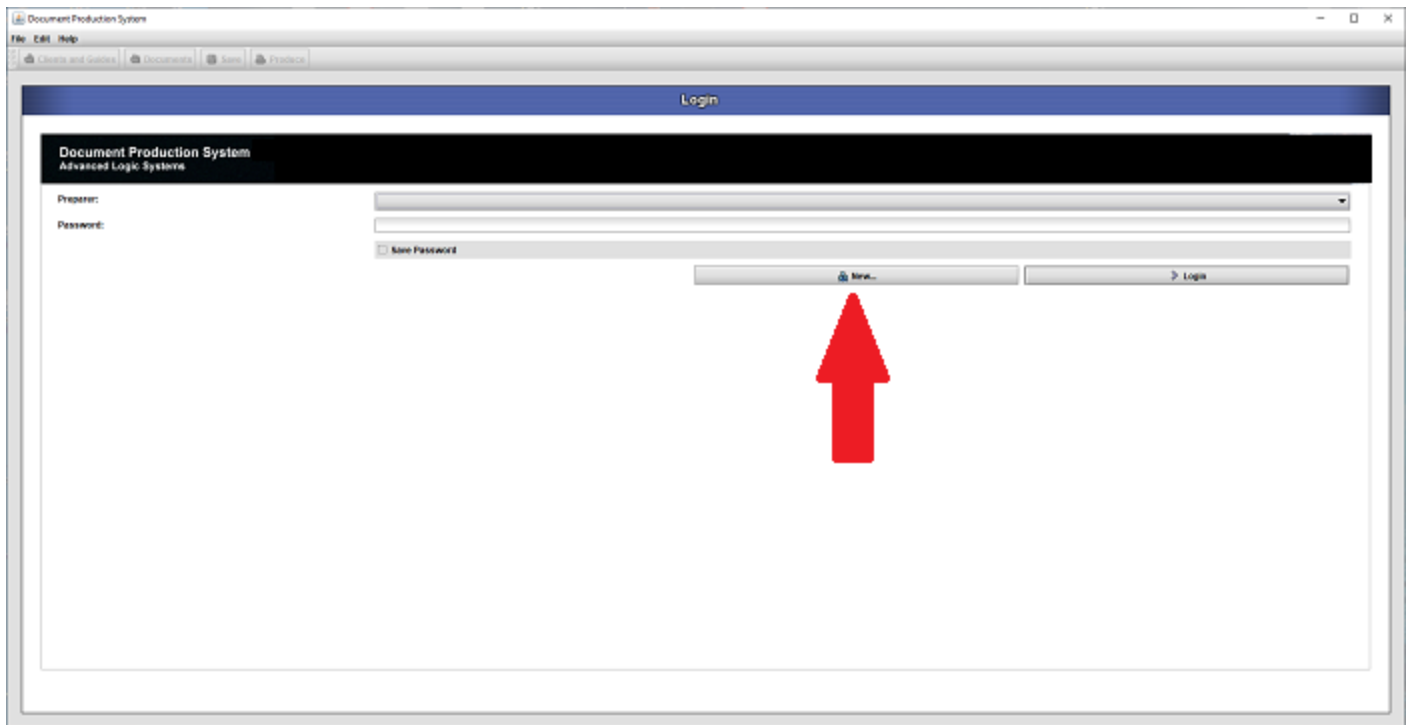 Document Production System
File Edit Help
Clients and Guides Documents Save Produce
Login
Document Production System
Advanced Logic Systems
Preparer:
Password:
Save Password
New... Login